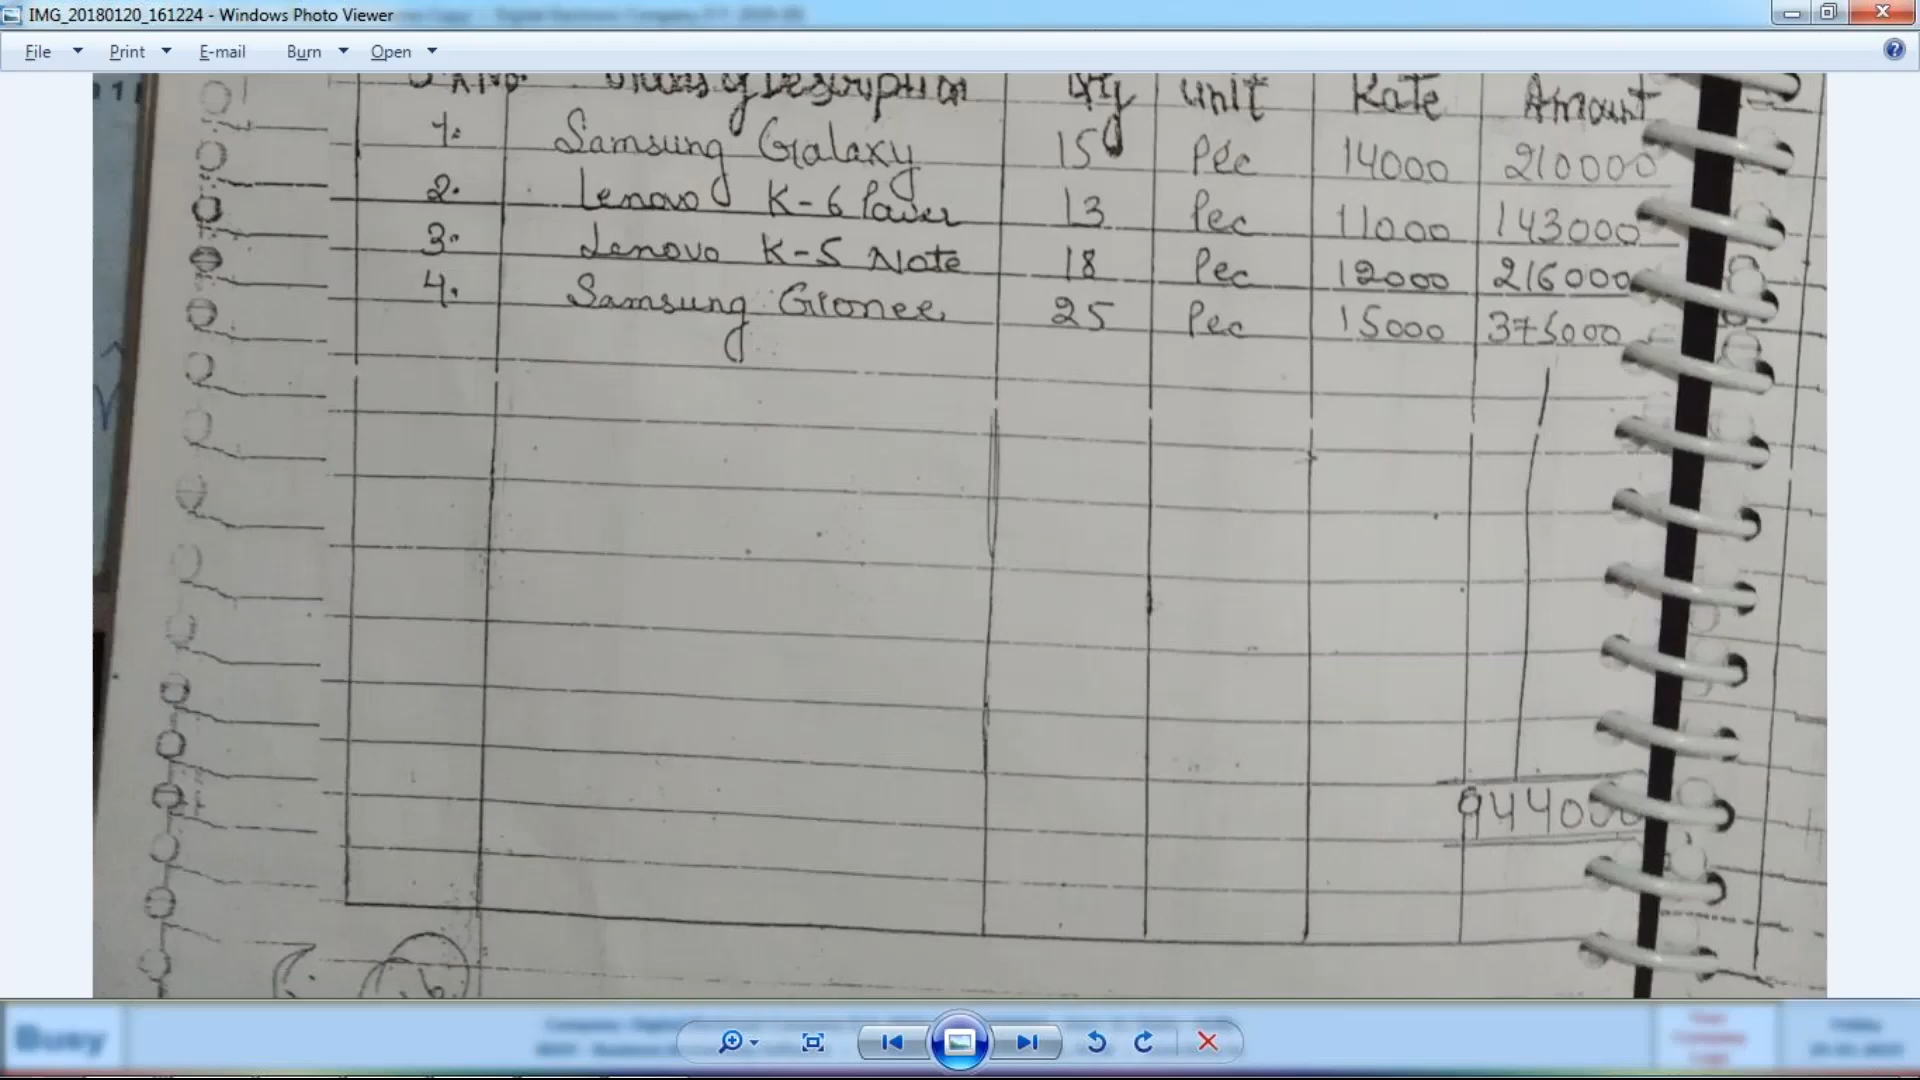 IMG_20180120_161224 - Windows Photo Viewer
File Print E-mail Burn Open
Description Qty Unit Rate Amount
1. Samsung Galaxy 15 Pec 14000 210000
2. Lenovo K-6 Power 13 Pec 11000 143000
3. Lenovo K-5 Note 18 Pec 12000 216000
4. Samsung Gionee 25 Pec 15000 375000
944000
Busy